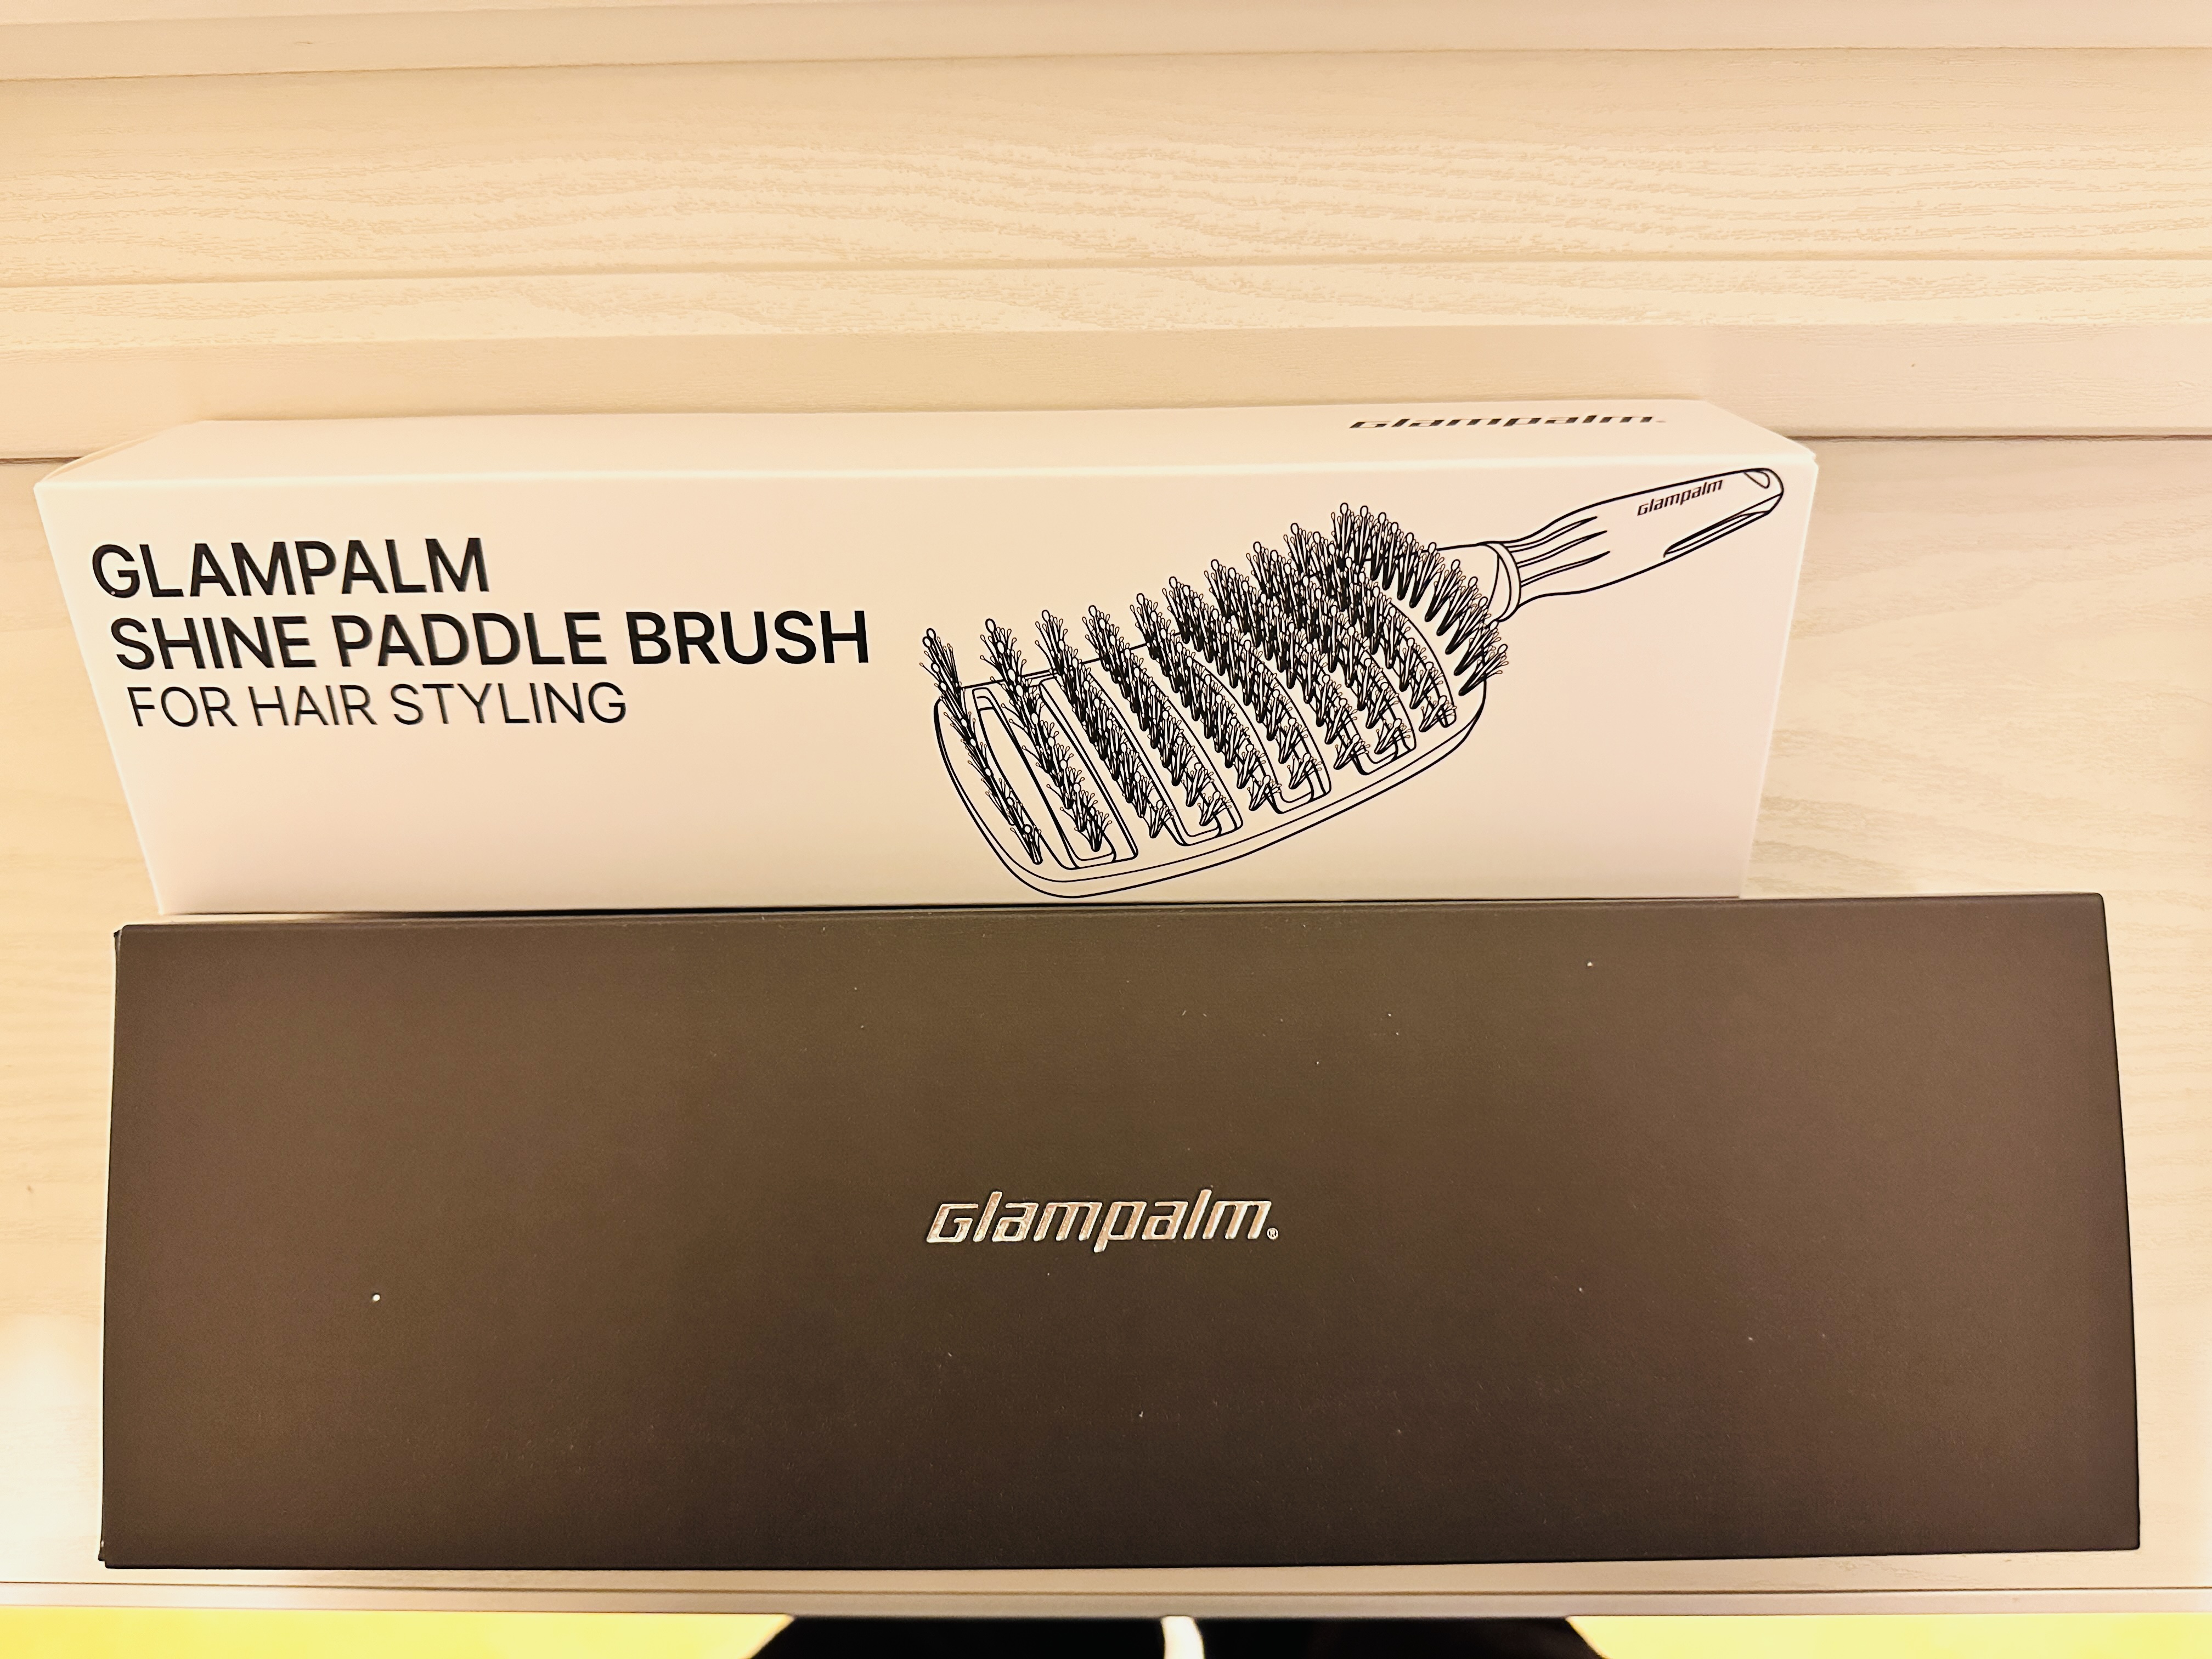 Glampalm.
GLAMPALM
SHINE PADDLE BRUSH
FOR HAIR STYLING
Glampalm
Glampalm®